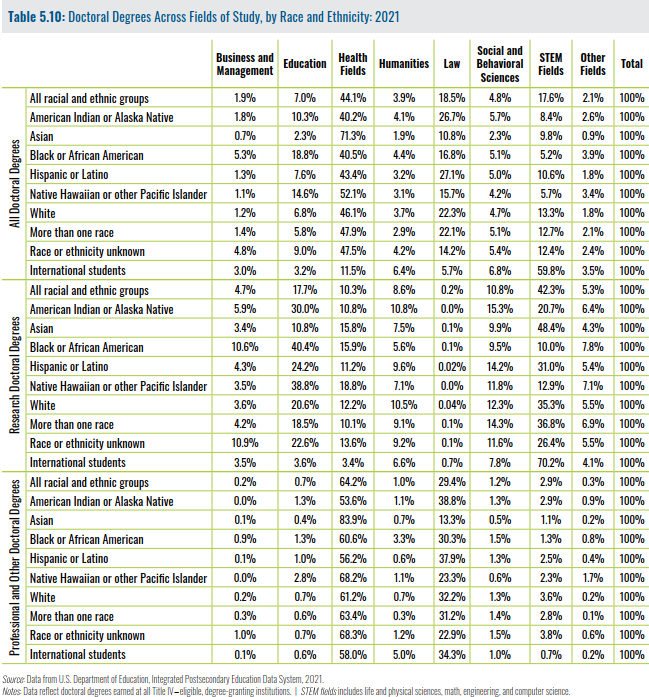 Table 5.10: Doctoral Degrees Across Fields of Study, by Race and Ethnicity: 2021
Business and Management Education Health Fields Humanities Law Social and Behavioral Sciences STEM Fields Other Fields Total
All Doctoral Degrees
All racial and ethnic groups 1.9% 7.0% 44.1% 3.9% 18.5% 4.8% 17.6% 2.1% 100%
American Indian or Alaska Native 1.8% 10.3% 40.2% 4.1% 26.7% 5.7% 8.4% 2.6% 100%
Asian 0.7% 2.3% 71.3% 1.9% 10.8% 2.3% 9.8% 0.9% 100%
Black or African American 5.3% 18.8% 40.5% 4.4% 16.8% 5.1% 5.2% 3.9% 100%
Hispanic or Latino 1.3% 7.6% 43.4% 3.2% 27.1% 5.0% 10.6% 1.8% 100%
Native Hawaiian or other Pacific Islander 1.1% 14.6% 52.1% 3.1% 15.7% 4.2% 5.7% 3.4% 100%
White 1.2% 6.8% 46.1% 3.7% 22.3% 4.7% 13.3% 1.8% 100%
More than one race 1.4% 5.8% 47.9% 2.9% 22.1% 5.1% 12.7% 2.1% 100%
Race or ethnicity unknown 4.8% 9.0% 47.5% 4.2% 14.2% 5.4% 12.4% 2.4% 100%
International students 3.0% 3.2% 11.5% 6.4% 5.7% 6.8% 59.8% 3.5% 100%
Research Doctoral Degrees
All racial and ethnic groups 4.7% 17.7% 10.3% 8.6% 0.2% 10.8% 42.3% 5.3% 100%
American Indian or Alaska Native 5.9% 30.0% 10.8% 10.8% 0.0% 15.3% 20.7% 6.4% 100%
Asian 3.4% 10.8% 15.8% 7.5% 0.1% 9.9% 48.4% 4.3% 100%
Black or African American 10.6% 40.4% 15.9% 5.6% 0.1% 9.5% 10.0% 7.8% 100%
Hispanic or Latino 4.3% 24.2% 11.2% 9.6% 0.02% 14.2% 31.0% 5.4% 100%
Native Hawaiian or other Pacific Islander 3.5% 38.8% 18.8% 7.1% 0.0% 11.8% 12.9% 7.1% 100%
White 3.6% 20.6% 12.2% 10.5% 0.04% 12.3% 35.3% 5.5% 100%
More than one race 4.2% 18.5% 10.1% 9.1% 0.1% 14.3% 36.8% 6.9% 100%
Race or ethnicity unknown 10.9% 22.6% 13.6% 9.2% 0.1% 11.6% 26.4% 5.5% 100%
International students 3.5% 3.6% 3.4% 6.6% 0.7% 7.8% 70.2% 4.1% 100%
Professional and Other Doctoral Degrees
All racial and ethnic groups 0.2% 0.7% 64.2% 1.0% 29.4% 1.2% 2.9% 0.3% 100%
American Indian or Alaska Native 0.0% 1.3% 53.6% 1.1% 38.8% 1.3% 2.9% 0.9% 100%
Asian 0.1% 0.4% 83.9% 0.7% 13.3% 0.5% 1.1% 0.2% 100%
Black or African American 0.9% 1.3% 60.6% 3.3% 30.3% 1.5% 1.3% 0.8% 100%
Hispanic or Latino 0.1% 1.0% 56.2% 0.6% 37.9% 1.3% 2.5% 0.4% 100%
Native Hawaiian or other Pacific Islander 0.0% 2.8% 68.2% 1.1% 23.3% 0.6% 2.3% 1.7% 100%
White 0.2% 0.7% 61.2% 0.7% 32.2% 1.3% 3.6% 0.2% 100%
More than one race 0.3% 0.6% 63.4% 0.3% 31.2% 1.4% 2.8% 0.1% 100%
Race or ethnicity unknown 1.0% 0.7% 68.3% 1.2% 22.9% 1.5% 3.8% 0.6% 100%
International students 0.1% 0.6% 58.0% 5.0% 34.3% 1.0% 0.7% 0.2% 100%
Source: Data from U.S. Department of Education, Integrated Postsecondary Education Data System, 2021.
Notes: Data reflect doctoral degrees earned at all Title IV–eligible, degree-granting institutions. | STEM fields includes life and physical sciences, math, engineering, and computer science.